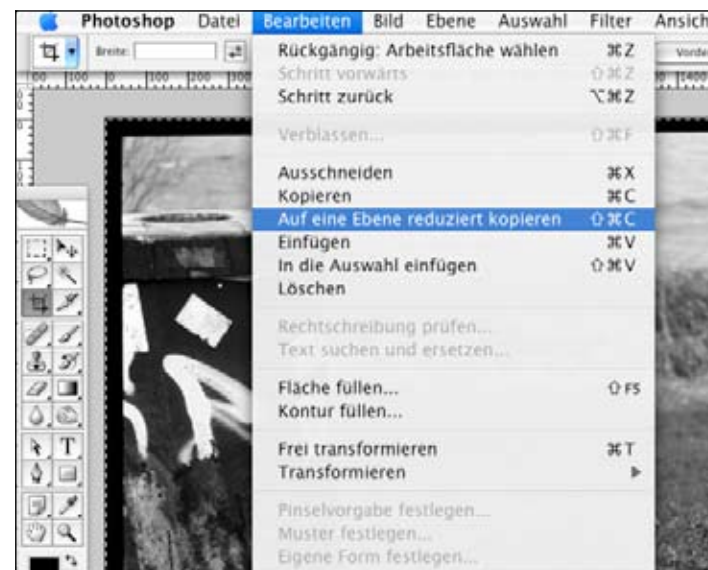 Photoshop Datei Bearbeiten Bild Ebene Auswahl Filter Ansich
Breite:
Vorde
Rückgängig: Arbeitsfläche wählen ⌘Z
Schritt vorwärts ⇧⌘Z
Schritt zurück ⌥⌘Z
Verblassen... ⇧⌘F
Ausschneiden ⌘X
Kopieren ⌘C
Auf eine Ebene reduziert kopieren ⇧⌘C
Einfügen ⌘V
In die Auswahl einfügen ⇧⌘V
Löschen
Rechtschreibung prüfen...
Text suchen und ersetzen...
Fläche füllen... ⇧F5
Kontur füllen...
Frei transformieren ⌘T
Transformieren ▶
Pinselvorgabe festlegen...
Muster festlegen...
Eigene Form festlegen...